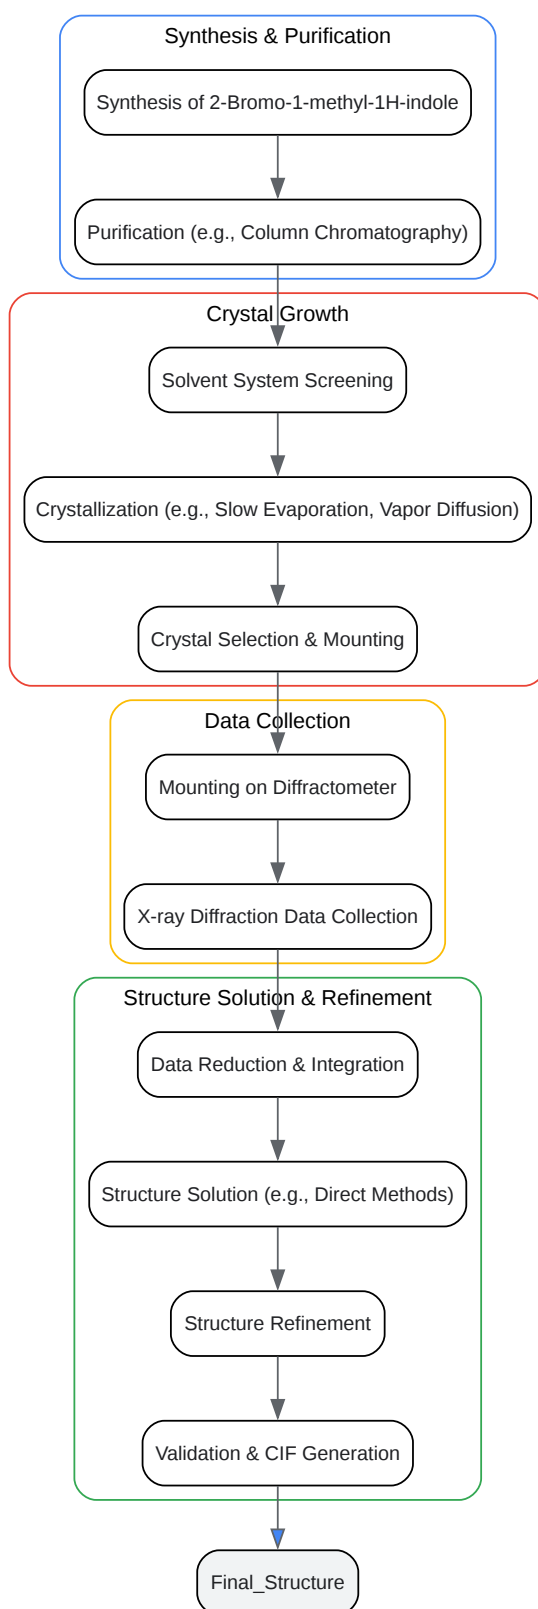 Synthesis & Purification
Synthesis of 2-Bromo-1-methyl-1H-indole
Purification (e.g., Column Chromatography)
Crystal Growth
Solvent System Screening
Crystallization (e.g., Slow Evaporation, Vapor Diffusion)
Crystal Selection & Mounting
Data Collection
Mounting on Diffractometer
X-ray Diffraction Data Collection
Structure Solution & Refinement
Data Reduction & Integration
Structure Solution (e.g., Direct Methods)
Structure Refinement
Validation & CIF Generation
Final_Structure